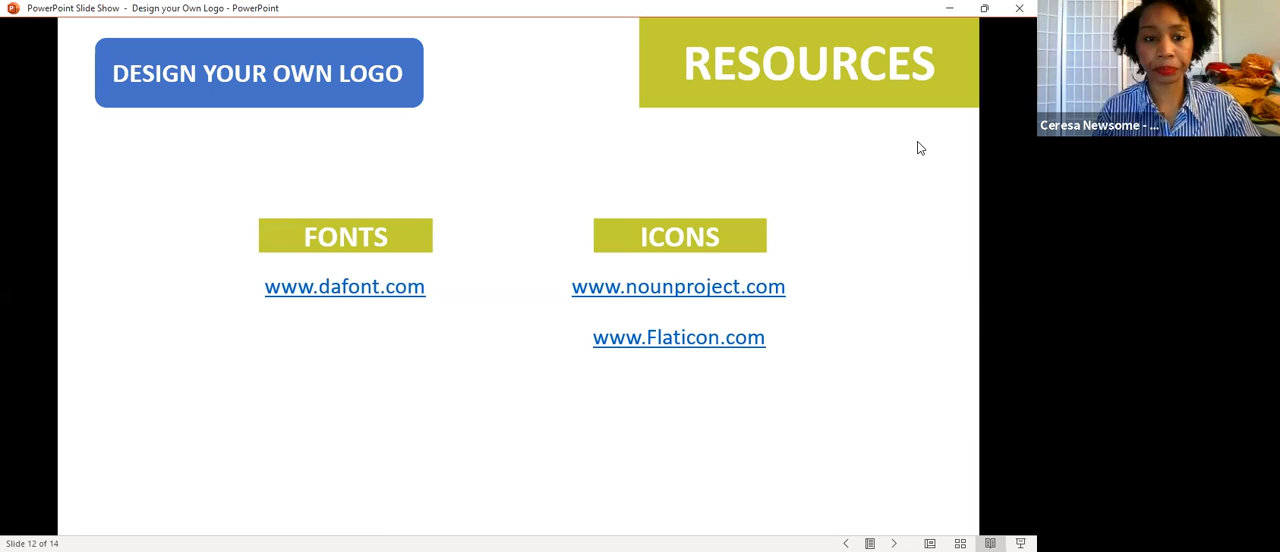 PowerPoint Slide Show - Design your Own Logo - PowerPoint
DESIGN YOUR OWN LOGO
RESOURCES
Ceresa Newsome - ...
FONTS
ICONS
www.dafont.com
www.nounproject.com
www.Flaticon.com
Slide 12 of 14